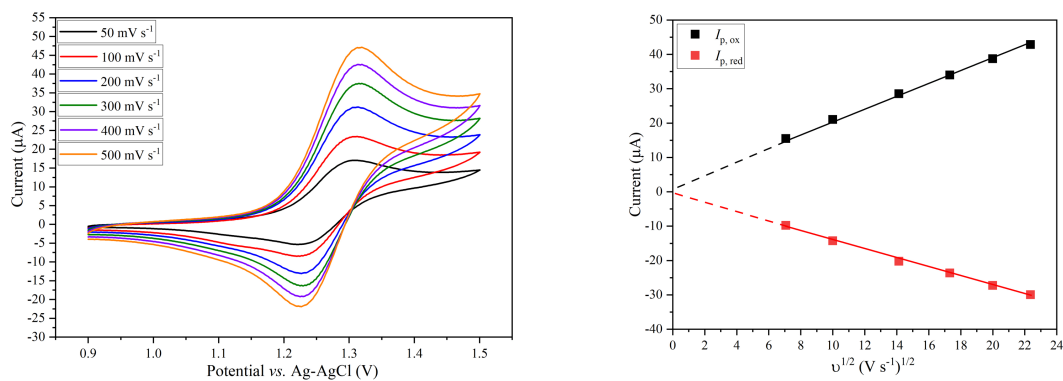 55
50
45
40
35
30
25
20
15
10
5
0
-5
-10
-15
-20
-25
-30
Current (μA)
50 mV s⁻¹
100 mV s⁻¹
200 mV s⁻¹
300 mV s⁻¹
400 mV s⁻¹
500 mV s⁻¹
0.9 1.0 1.1 1.2 1.3 1.4 1.5
Potential vs. Ag-AgCl (V)
50
40
30
20
10
0
-10
-20
-30
-40
Current (μA)
Ip, ox
Ip, red
0 2 4 6 8 10 12 14 16 18 20 22 24
υ1/2 (V s⁻¹)1/2